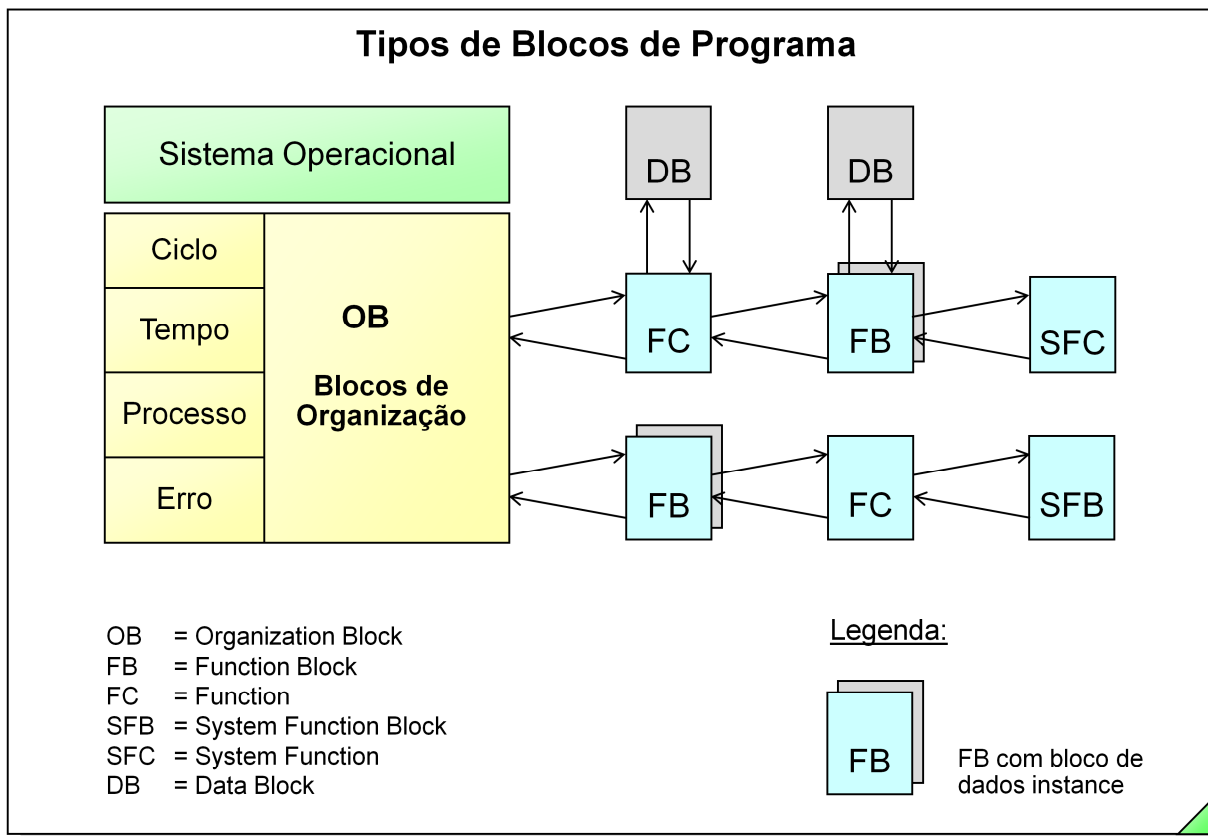 Tipos de Blocos de Programa
Sistema Operacional
DB
DB
Ciclo
Tempo
Processo
Erro
OB
Blocos de
Organização
FC
FB
SFC
FB
FC
SFB
OB = Organization Block
FB = Function Block
FC = Function
SFB = System Function Block
SFC = System Function
DB = Data Block
Legenda:
FB
FB com bloco de
dados instance